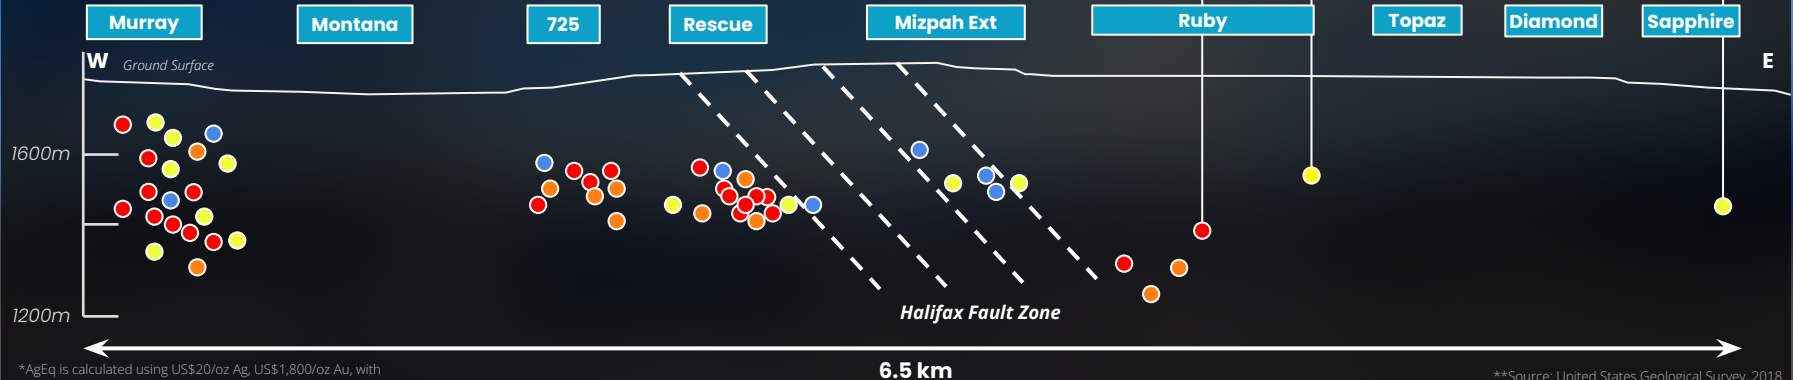 Murray
Montana
725
Rescue
Mizpah Ext
Ruby
Topaz
Diamond
Sapphire
W
Ground Surface
E
1600m
1200m
Halifax Fault Zone
6.5 km
*AgEq is calculated using US$20/oz Ag, US$1,800/oz Au, with
**Source: United States Geological Survey, 2018